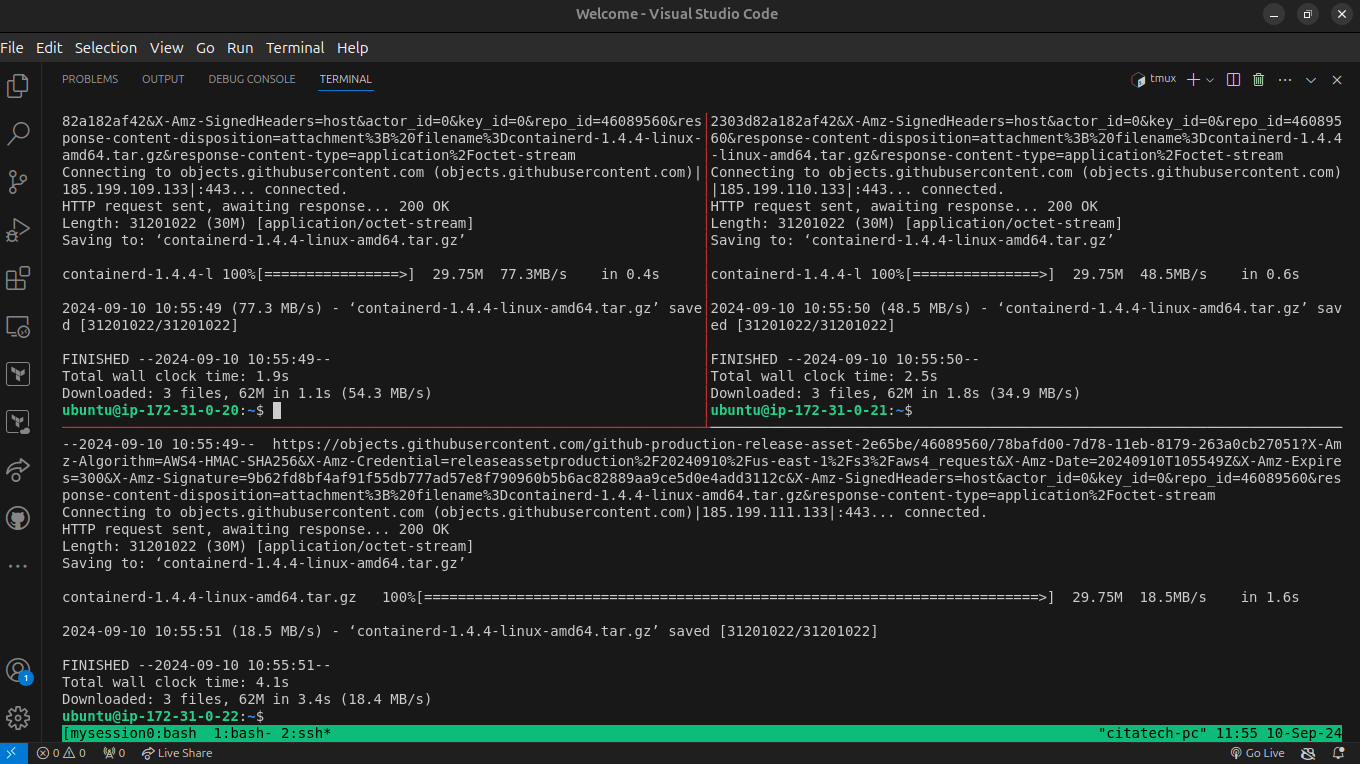 Welcome - Visual Studio Code
File Edit Selection View Go Run Terminal Help
PROBLEMS OUTPUT DEBUG CONSOLE TERMINAL
tmux
82a182af42&X-Amz-SignedHeaders=host&actor_id=0&key_id=0&repo_id=46089560&res
ponse-content-disposition=attachment%3B%20filename%3Dcontainerd-1.4.4-linux-
amd64.tar.gz&response-content-type=application%2Foctet-stream
Connecting to objects.githubusercontent.com (objects.githubusercontent.com)|
185.199.109.133|:443... connected.
HTTP request sent, awaiting response... 200 OK
Length: 31201022 (30M) [application/octet-stream]
Saving to: ‘containerd-1.4.4-linux-amd64.tar.gz’
containerd-1.4.4-l 100%[================>] 29.75M 77.3MB/s in 0.4s
2024-09-10 10:55:49 (77.3 MB/s) - ‘containerd-1.4.4-linux-amd64.tar.gz’ save
d [31201022/31201022]
FINISHED --2024-09-10 10:55:49--
Total wall clock time: 1.9s
Downloaded: 3 files, 62M in 1.1s (54.3 MB/s)
ubuntu@ip-172-31-0-20:~$
2303d82a182af42&X-Amz-SignedHeaders=host&actor_id=0&key_id=0&repo_id=460895
60&response-content-disposition=attachment%3B%20filename%3Dcontainerd-1.4.4
-linux-amd64.tar.gz&response-content-type=application%2Foctet-stream
Connecting to objects.githubusercontent.com (objects.githubusercontent.com)
|185.199.110.133|:443... connected.
HTTP request sent, awaiting response... 200 OK
Length: 31201022 (30M) [application/octet-stream]
Saving to: ‘containerd-1.4.4-linux-amd64.tar.gz’
containerd-1.4.4-l 100%[===============>] 29.75M 48.5MB/s in 0.6s
2024-09-10 10:55:50 (48.5 MB/s) - ‘containerd-1.4.4-linux-amd64.tar.gz’ sav
ed [31201022/31201022]
FINISHED --2024-09-10 10:55:50--
Total wall clock time: 2.5s
Downloaded: 3 files, 62M in 1.8s (34.9 MB/s)
ubuntu@ip-172-31-0-21:~$
--2024-09-10 10:55:49-- https://objects.githubusercontent.com/github-production-release-asset-2e65be/46089560/78bafd00-7d78-11eb-8179-263a0cb27051?X-Am
z-Algorithm=AWS4-HMAC-SHA256&X-Amz-Credential=releaseassetproduction%2F20240910%2Fus-east-1%2Fs3%2Faws4_request&X-Amz-Date=20240910T105549Z&X-Amz-Expire
s=300&X-Amz-Signature=9b62fd8bf4af91f55db777ad57e8f790960b5b6ac82889aa9ce5d0e4add3112c&X-Amz-SignedHeaders=host&actor_id=0&key_id=0&repo_id=46089560&res
ponse-content-disposition=attachment%3B%20filename%3Dcontainerd-1.4.4-linux-amd64.tar.gz&response-content-type=application%2Foctet-stream
Connecting to objects.githubusercontent.com (objects.githubusercontent.com)|185.199.111.133|:443... connected.
HTTP request sent, awaiting response... 200 OK
Length: 31201022 (30M) [application/octet-stream]
Saving to: ‘containerd-1.4.4-linux-amd64.tar.gz’
containerd-1.4.4-linux-amd64.tar.gz 100%[=========================================================================>] 29.75M 18.5MB/s in 1.6s
2024-09-10 10:55:51 (18.5 MB/s) - ‘containerd-1.4.4-linux-amd64.tar.gz’ saved [31201022/31201022]
FINISHED --2024-09-10 10:55:51--
Total wall clock time: 4.1s
Downloaded: 3 files, 62M in 3.4s (18.4 MB/s)
ubuntu@ip-172-31-0-22:~$
[mysession0:bash 1:bash- 2:ssh* "citatech-pc" 11:55 10-Sep-24
1
0 0 0 Live Share Go Live